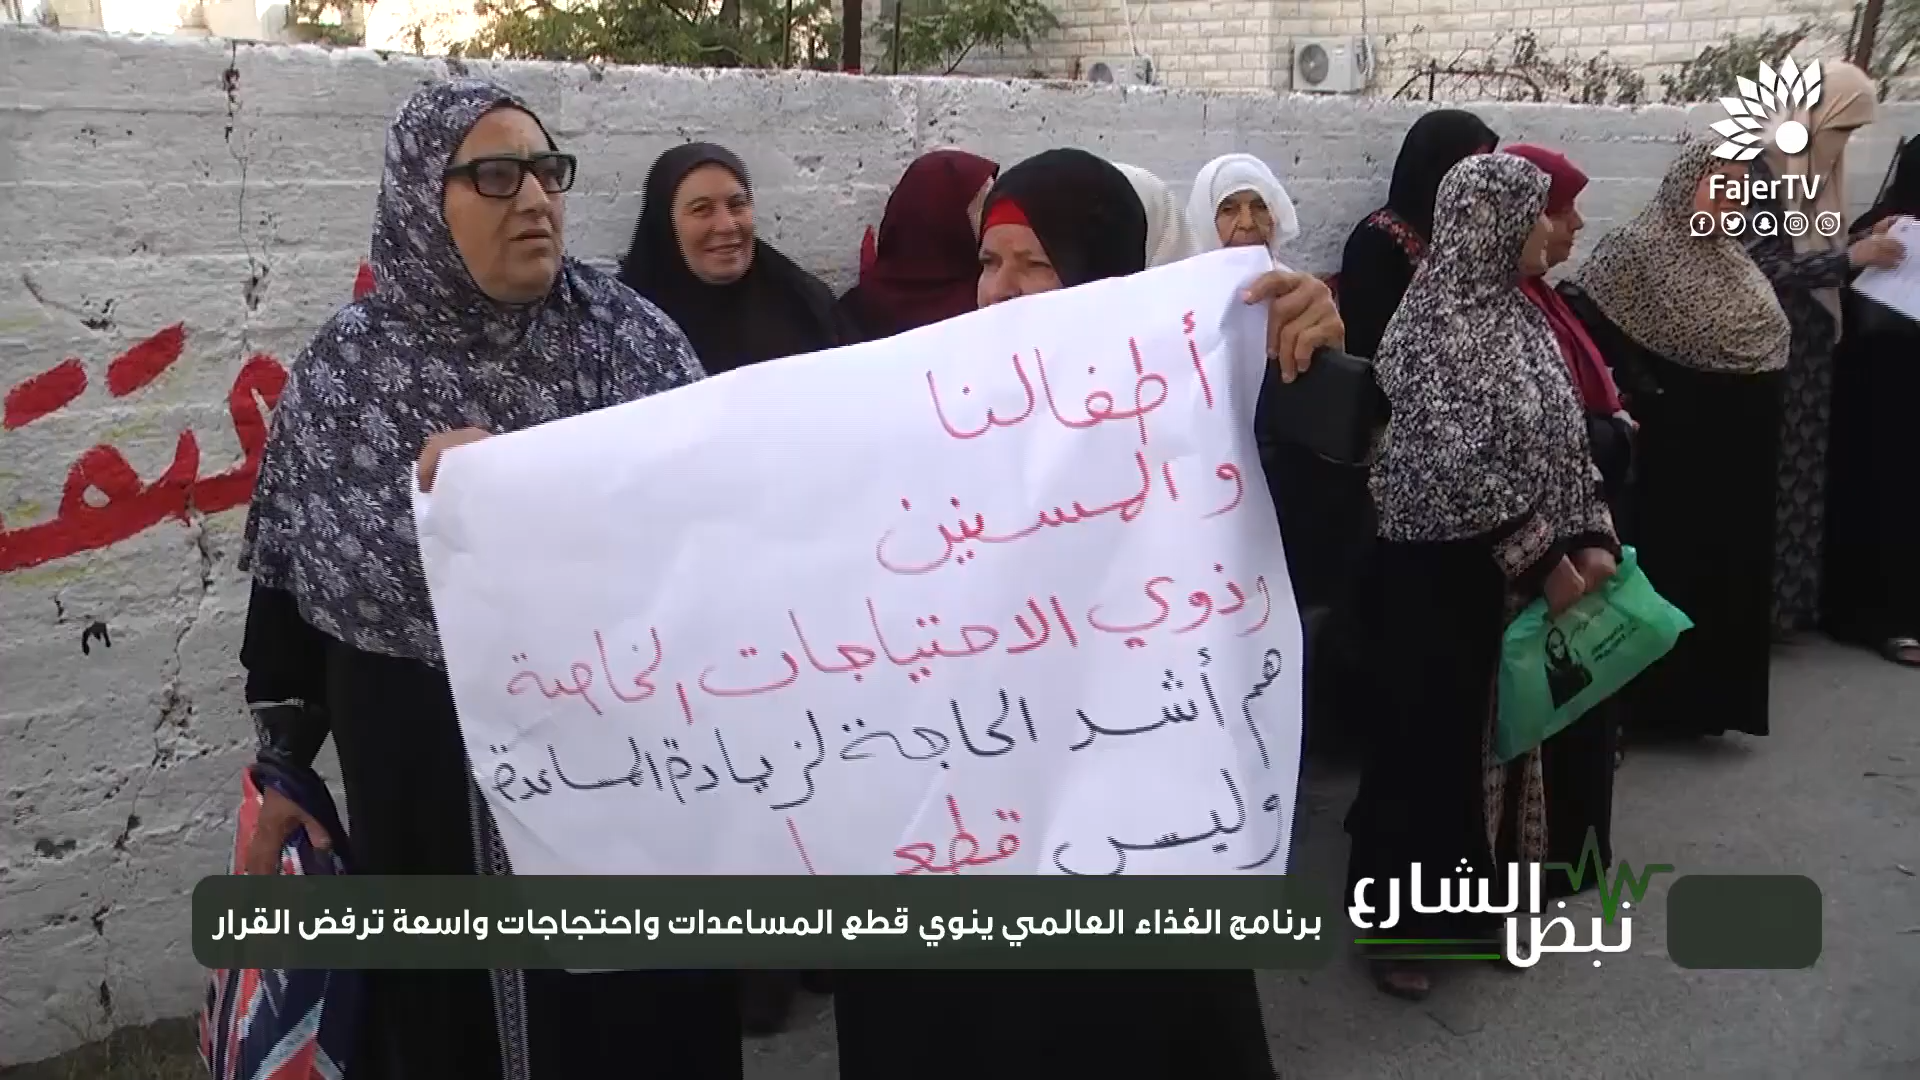 FajerTV
أطفالنا
و المسنين
وذوي الاحتياجات الخاصة
هم أشد الحاجة لزيادة المساعدة
وليس قطعها
برنامج الغذاء العالمي ينوي قطع المساعدات واحتجاجات واسعة ترفض القرار
نبض الشارع